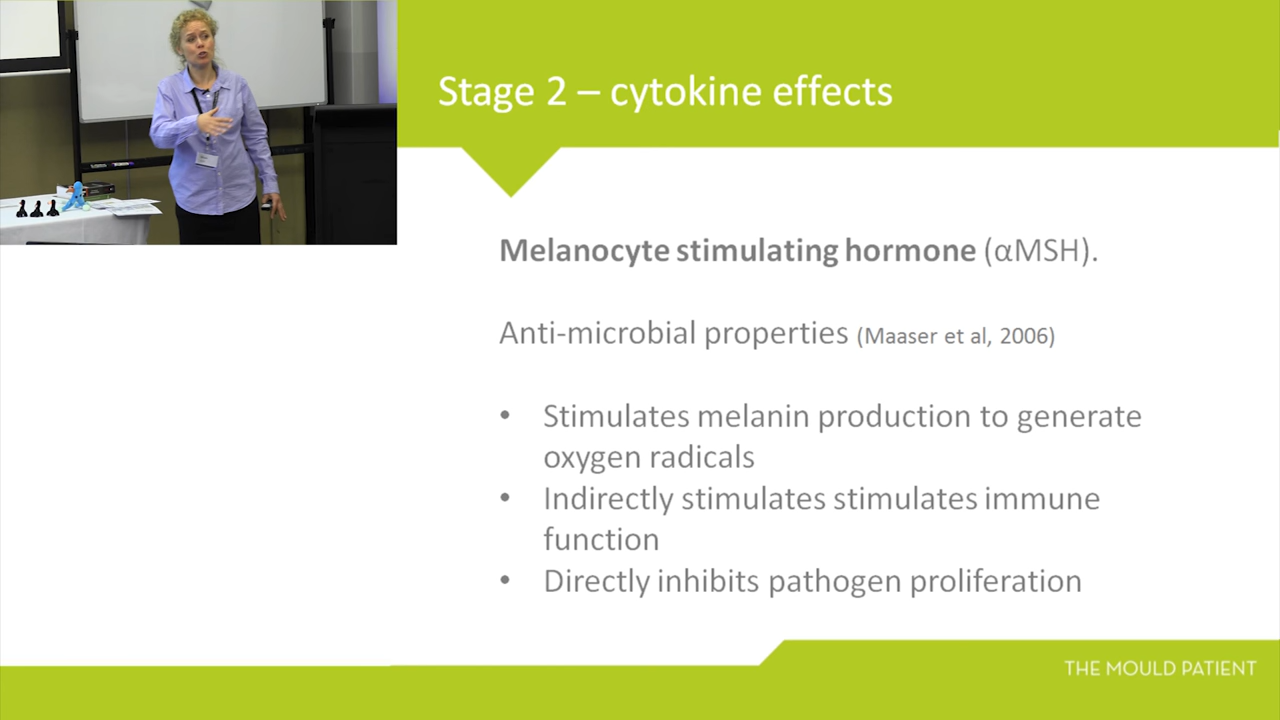 Stage 2 – cytokine effects
Melanocyte stimulating hormone (αMSH).
Anti-microbial properties (Maaser et al, 2006)
• Stimulates melanin production to generate
oxygen radicals
• Indirectly stimulates stimulates immune
function
• Directly inhibits pathogen proliferation
THE MOULD PATIENT